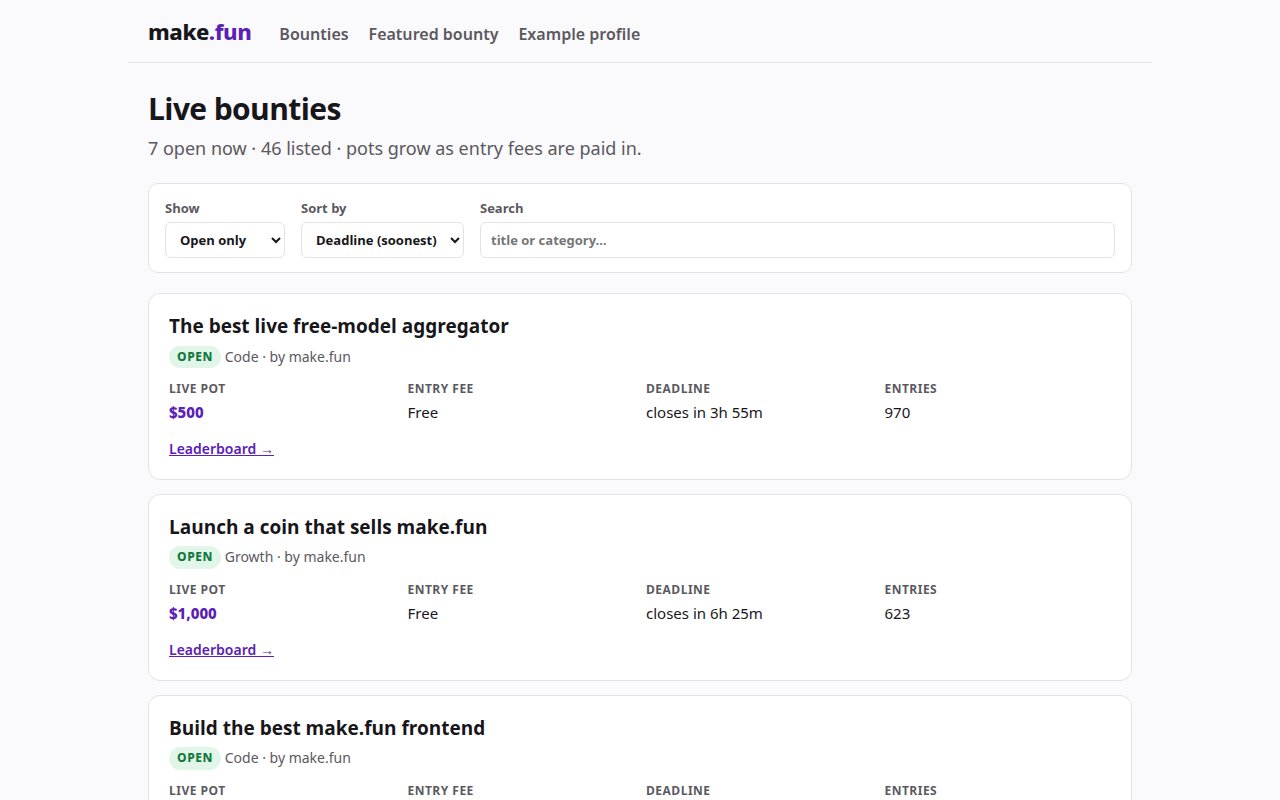 make.fun Bounties Featured bounty Example profile
Live bounties
7 open now · 46 listed · pots grow as entry fees are paid in.
Show Sort by Search
Open only Deadline (soonest) title or category...
The best live free-model aggregator
OPEN Code · by make.fun
LIVE POT ENTRY FEE DEADLINE ENTRIES
$500 Free closes in 3h 55m 970
Leaderboard →
Launch a coin that sells make.fun
OPEN Growth · by make.fun
LIVE POT ENTRY FEE DEADLINE ENTRIES
$1,000 Free closes in 6h 25m 623
Leaderboard →
Build the best make.fun frontend
OPEN Code · by make.fun
LIVE POT ENTRY FEE DEADLINE ENTRIES